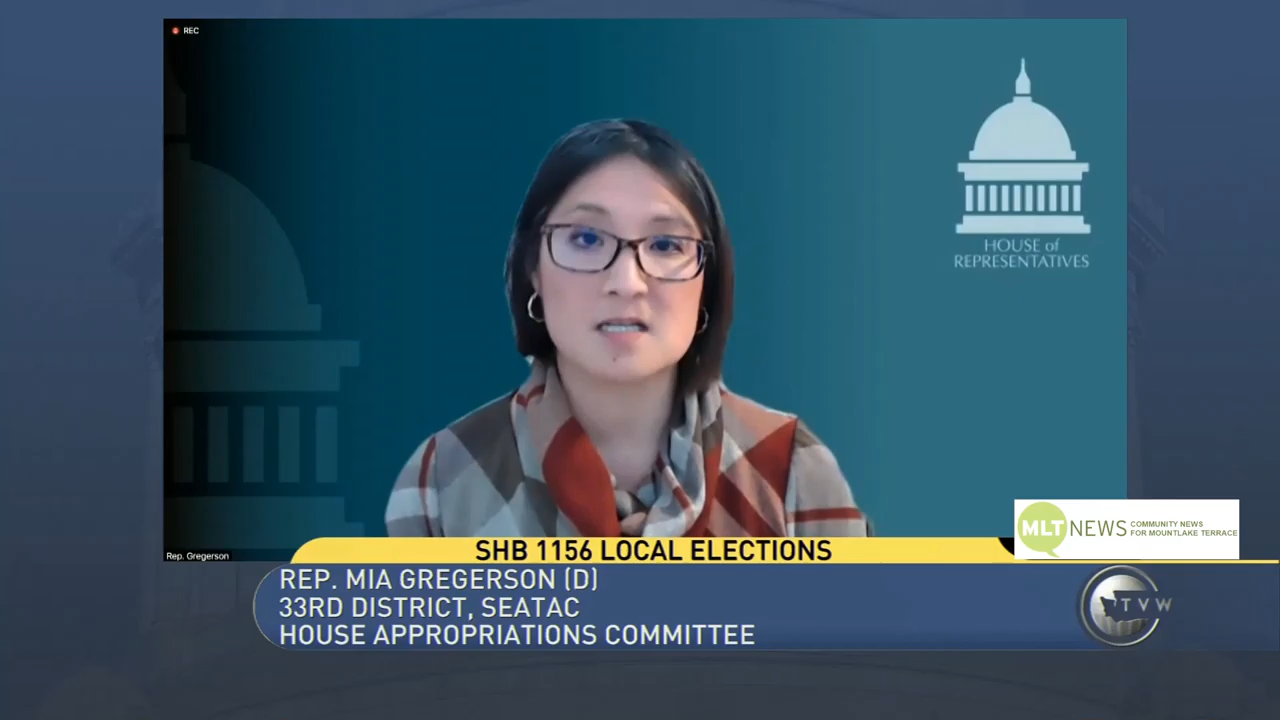 REC
HOUSE of
REPRESENTATIVES
Rep. Gregerson
SHB 1156 LOCAL ELECTIONS
MLT NEWS COMMUNITY NEWS
FOR MOUNTLAKE TERRACE
REP. MIA GREGERSON (D)
33RD DISTRICT, SEATAC
HOUSE APPROPRIATIONS COMMITTEE
TVW